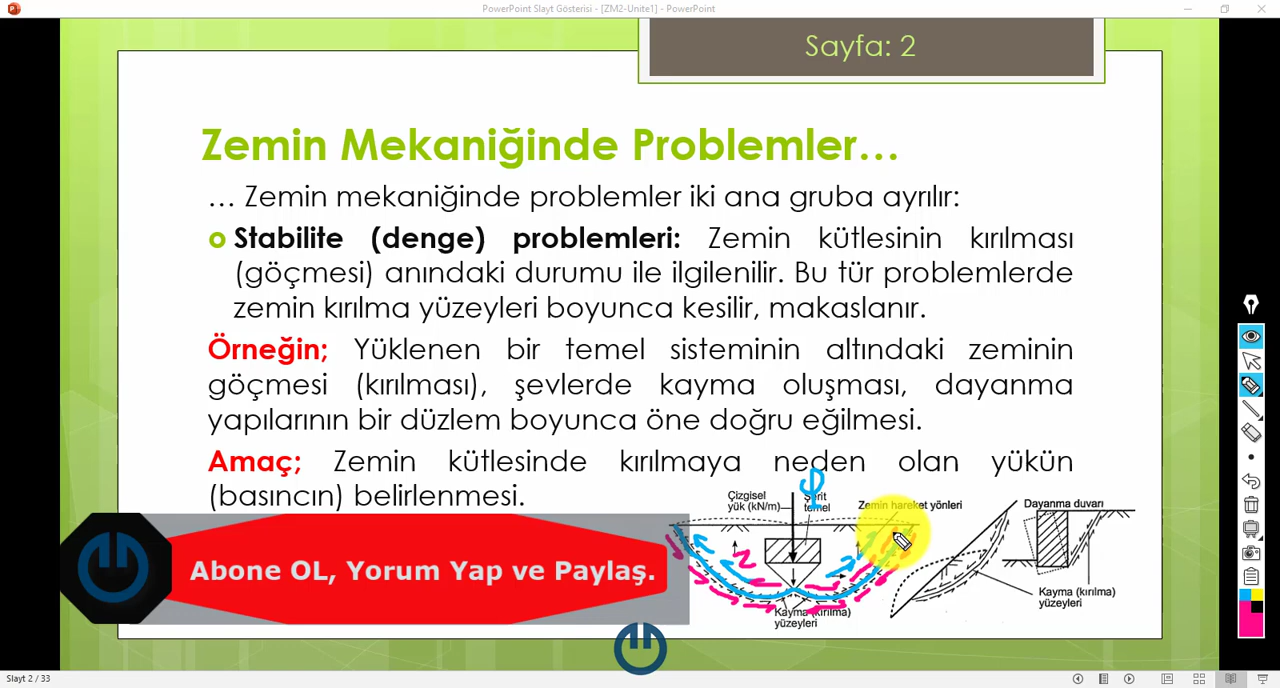 PowerPoint Slayt Gösterisi - [ZM2-Unite1] - PowerPoint
Sayfa: 2
Zemin Mekaniğinde Problemler...
... Zemin mekaniğinde problemler iki ana gruba ayrılır:
Stabilite (denge) problemleri: Zemin kütlesinin kırılması
(göçmesi) anındaki durumu ile ilgilenilir. Bu tür problemlerde
zemin kırılma yüzeyleri boyunca kesilir, makaslanır.
Örneğin; Yüklenen bir temel sisteminin altındaki zeminin
göçmesi (kırılması), şevlerde kayma oluşması, dayanma
yapılarının bir düzlem boyunca öne doğru eğilmesi.
Amaç; Zemin kütlesinde kırılmaya neden olan yükün
(basıncın) belirlenmesi.
Çizgisel
yük (kN/m)
Şerit
temel
Zemin hareket yönleri
Dayanma duvarı
Kayma (kırılma)
yüzeyleri
Kayma (kırılma)
yüzeyleri
Abone OL, Yorum Yap ve Paylaş.
Slayt 2 / 33